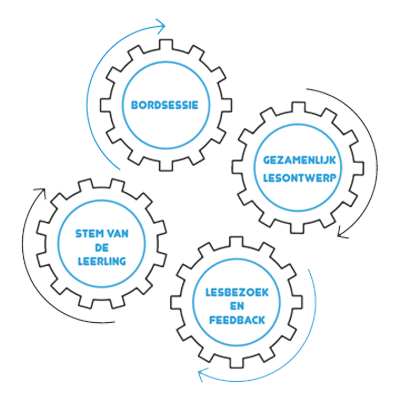 BORDSESSIE
GEZAMENLIJK
LESONTWERP
STEM VAN
DE
LEERLING
LESBEZOEK
EN
FEEDBACK